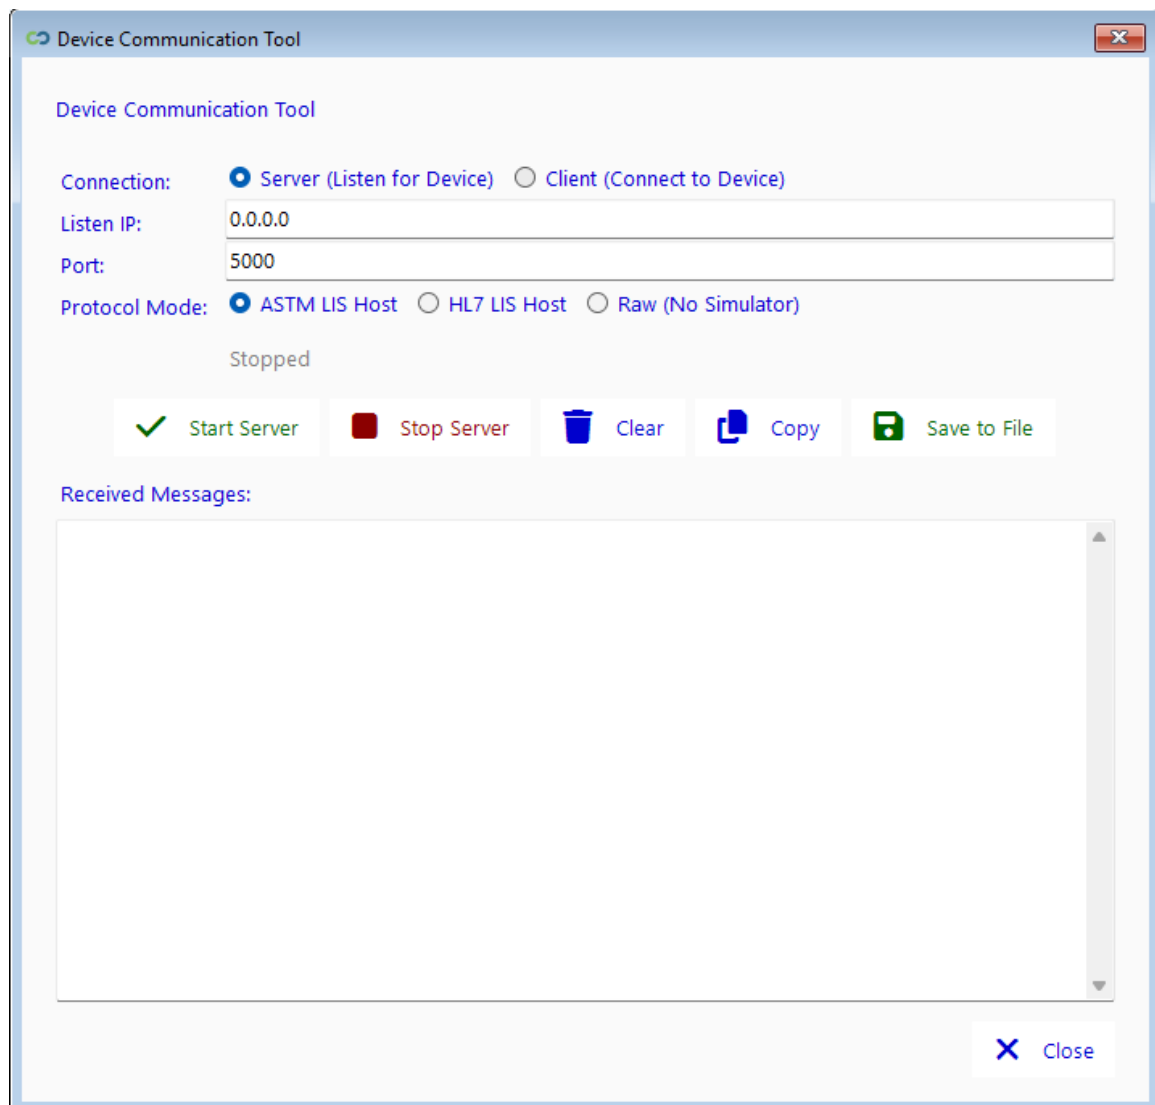 Device Communication Tool
Device Communication Tool
Connection: Server (Listen for Device) Client (Connect to Device)
Listen IP: 0.0.0.0
Port: 5000
Protocol Mode: ASTM LIS Host HL7 LIS Host Raw (No Simulator)
Stopped
Start Server Stop Server Clear Copy Save to File
Received Messages:
Close